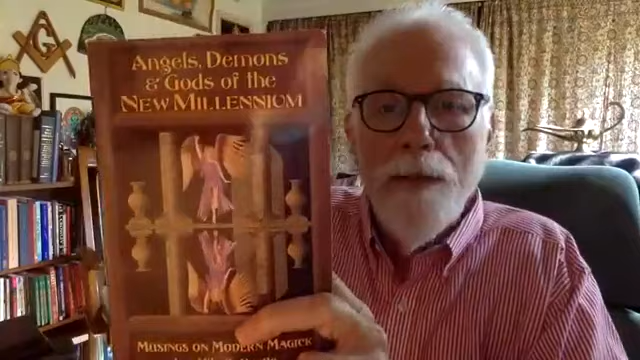 Angels, Demons
& Gods of the
New Millennium
Musings on Modern Magick